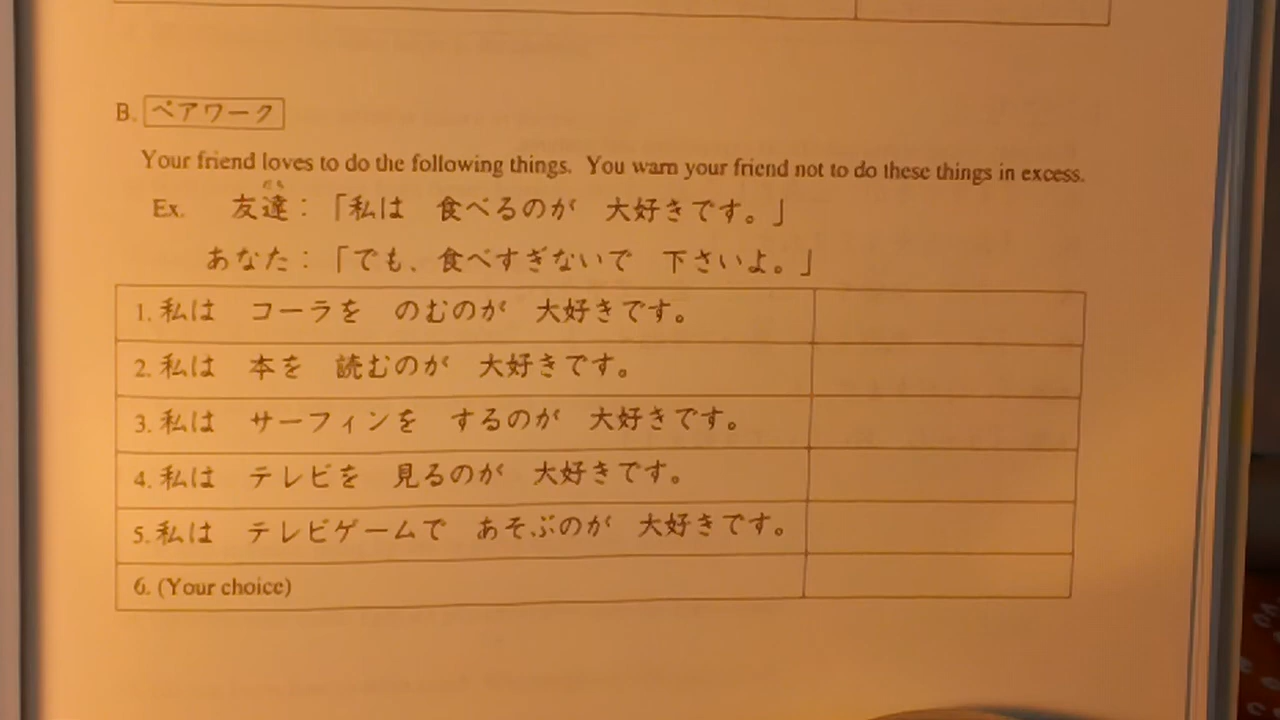 B. ペアワーク
Your friend loves to do the following things. You warn your friend not to do these things in excess.
だち
Ex. 友達：「私は 食べるのが 大好きです。」
あなた：「でも、食べすぎないで 下さいよ。」
1. 私は コーラを のむのが 大好きです。
2. 私は 本を 読むのが 大好きです。
3. 私は サーフィンを するのが 大好きです。
4. 私は テレビを 見るのが 大好きです。
5. 私は テレビゲームで あそぶのが 大好きです。
6. (Your choice)